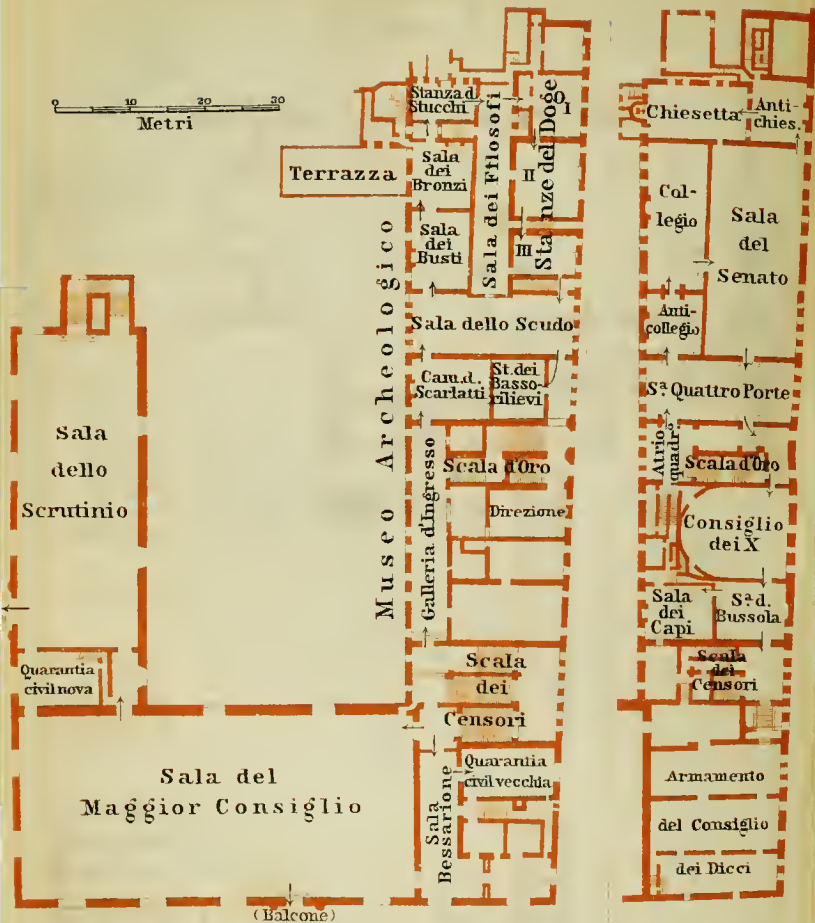 0 10 20 30
Metri
Terrazza
Museo Archeologico
Stanza d.
Stucchi
Sala
dei
Bronzi
Sala
dei
Busti
Sala dei Filosofi
Stanze del Doge
I
II
III
Sala dello Scudo
Cam. d.
Scarlatti
St. dei
Basso-
rilievi
Galleria d'Ingresso
Scala d'Oro
Direzione
Scala
dei
Censori
Sala
Bessarione
Quarantia
civil vecchia
Sala
dello
Scrutinio
Quarantia
civil nova
Sala del
Maggior Consiglio
(Balcone)
Chiesetta
Anti-
chies.
Col-
legio
Sala
del
Senato
Anti-
collegio
Sa. Quattro Porte
Atrio
quadr.
Scala d'Oro
Consiglio
dei X
Sala
dei
Capi
Sa. d.
Bussola
Scala
dei
Censori
Armamento
del Consiglio
dei Dieci